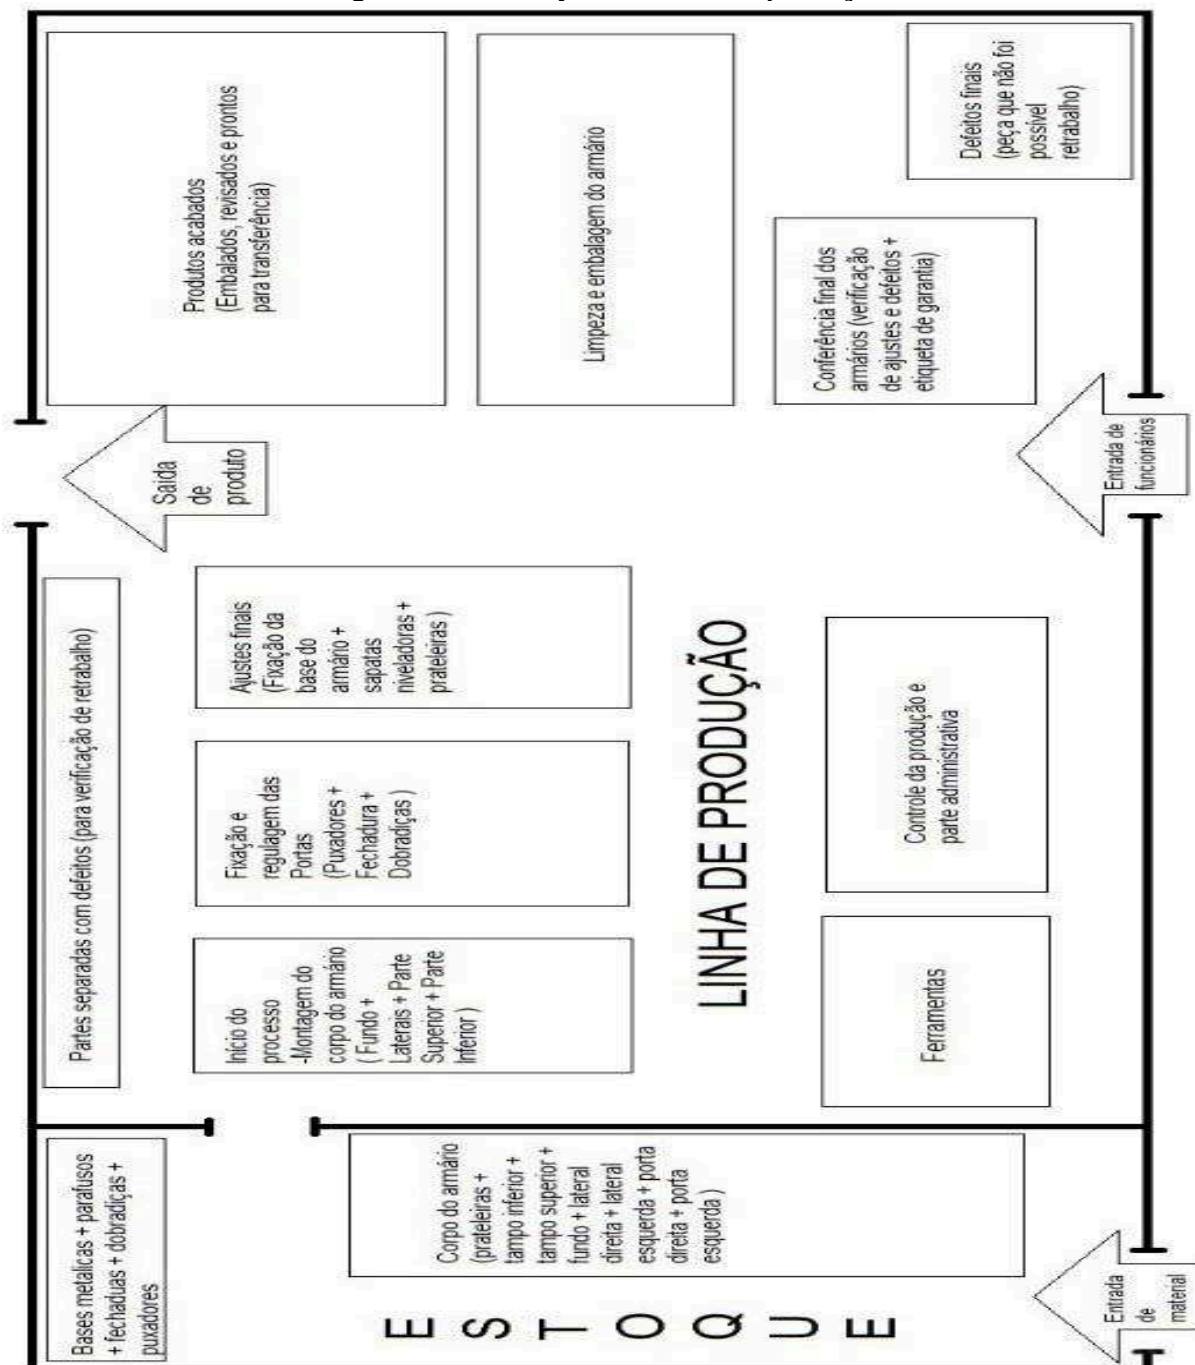 Bases metalicas + parafusos
+ fechaduas + dobradiças +
puxadores
Partes separadas com defeitos (para verificação de retrabalho)
Saída
de
produto
Produtos acabados
(Embalados, revisados e prontos
para transferência)
Início do
processo
-Montagem do
corpo do armário
( Fundo +
Laterais + Parte
Superior + Parte
Inferior )
Fixação e
regulagem das
Portas
(Puxadores +
Fechadura +
Dobradiças )
Ajustes finais
(Fixação da
base do
armário +
sapatas
niveladoras +
prateleiras )
Limpeza e embalagem do armário
ESTOQUE
Corpo do armário
(prateleiras +
tampo inferior +
tampo superior +
fundo + lateral
direita + lateral
esquerda + porta
direita + porta
esquerda )
LINHA DE PRODUÇÃO
Conferência final dos
armários (verificação
de ajustes e defeitos +
etiqueta de garantia)
Ferramentas
Controle da produção e
parte administrativa
Defeitos finais
(peça que não foi
possível
retrabalho)
Entrada
de
material
Entrada de
funcionários